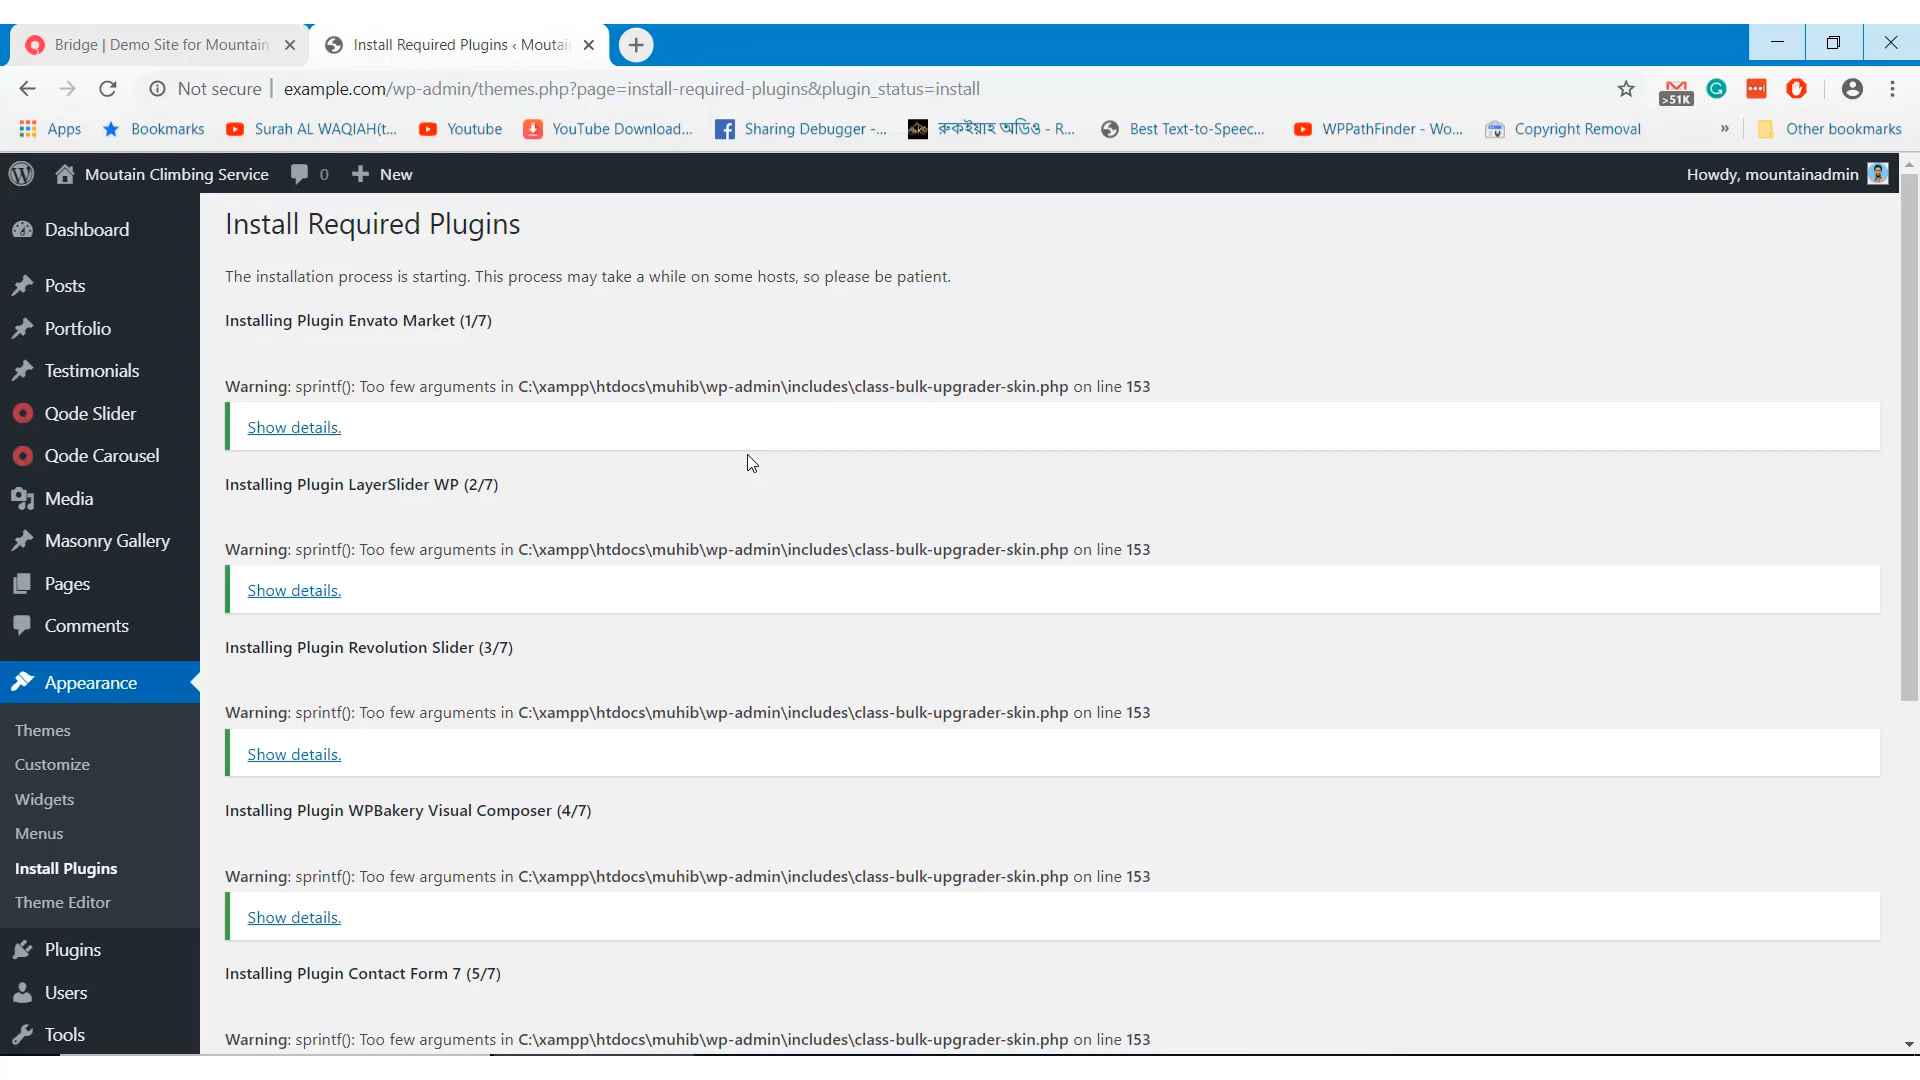 Bridge | Demo Site for Mountain
Install Required Plugins ‹ Moutai
Not secure | example.com/wp-admin/themes.php?page=install-required-plugins&plugin_status=install
>51K
Apps
Bookmarks
Surah AL WAQIAH(t...
Youtube
YouTube Download...
Sharing Debugger -...
রুকইয়াহ অডিও - R...
Best Text-to-Speec...
WPPathFinder - Wo...
Copyright Removal
»
Other bookmarks
Moutain Climbing Service
0
New
Howdy, mountainadmin
Dashboard
Posts
Portfolio
Testimonials
Qode Slider
Qode Carousel
Media
Masonry Gallery
Pages
Comments
Appearance
Themes
Customize
Widgets
Menus
Install Plugins
Theme Editor
Plugins
Users
Tools
Install Required Plugins
The installation process is starting. This process may take a while on some hosts, so please be patient.
Installing Plugin Envato Market (1/7)
Warning: sprintf(): Too few arguments in C:\xampp\htdocs\muhib\wp-admin\includes\class-bulk-upgrader-skin.php on line 153
Show details.
Installing Plugin LayerSlider WP (2/7)
Warning: sprintf(): Too few arguments in C:\xampp\htdocs\muhib\wp-admin\includes\class-bulk-upgrader-skin.php on line 153
Show details.
Installing Plugin Revolution Slider (3/7)
Warning: sprintf(): Too few arguments in C:\xampp\htdocs\muhib\wp-admin\includes\class-bulk-upgrader-skin.php on line 153
Show details.
Installing Plugin WPBakery Visual Composer (4/7)
Warning: sprintf(): Too few arguments in C:\xampp\htdocs\muhib\wp-admin\includes\class-bulk-upgrader-skin.php on line 153
Show details.
Installing Plugin Contact Form 7 (5/7)
Warning: sprintf(): Too few arguments in C:\xampp\htdocs\muhib\wp-admin\includes\class-bulk-upgrader-skin.php on line 153